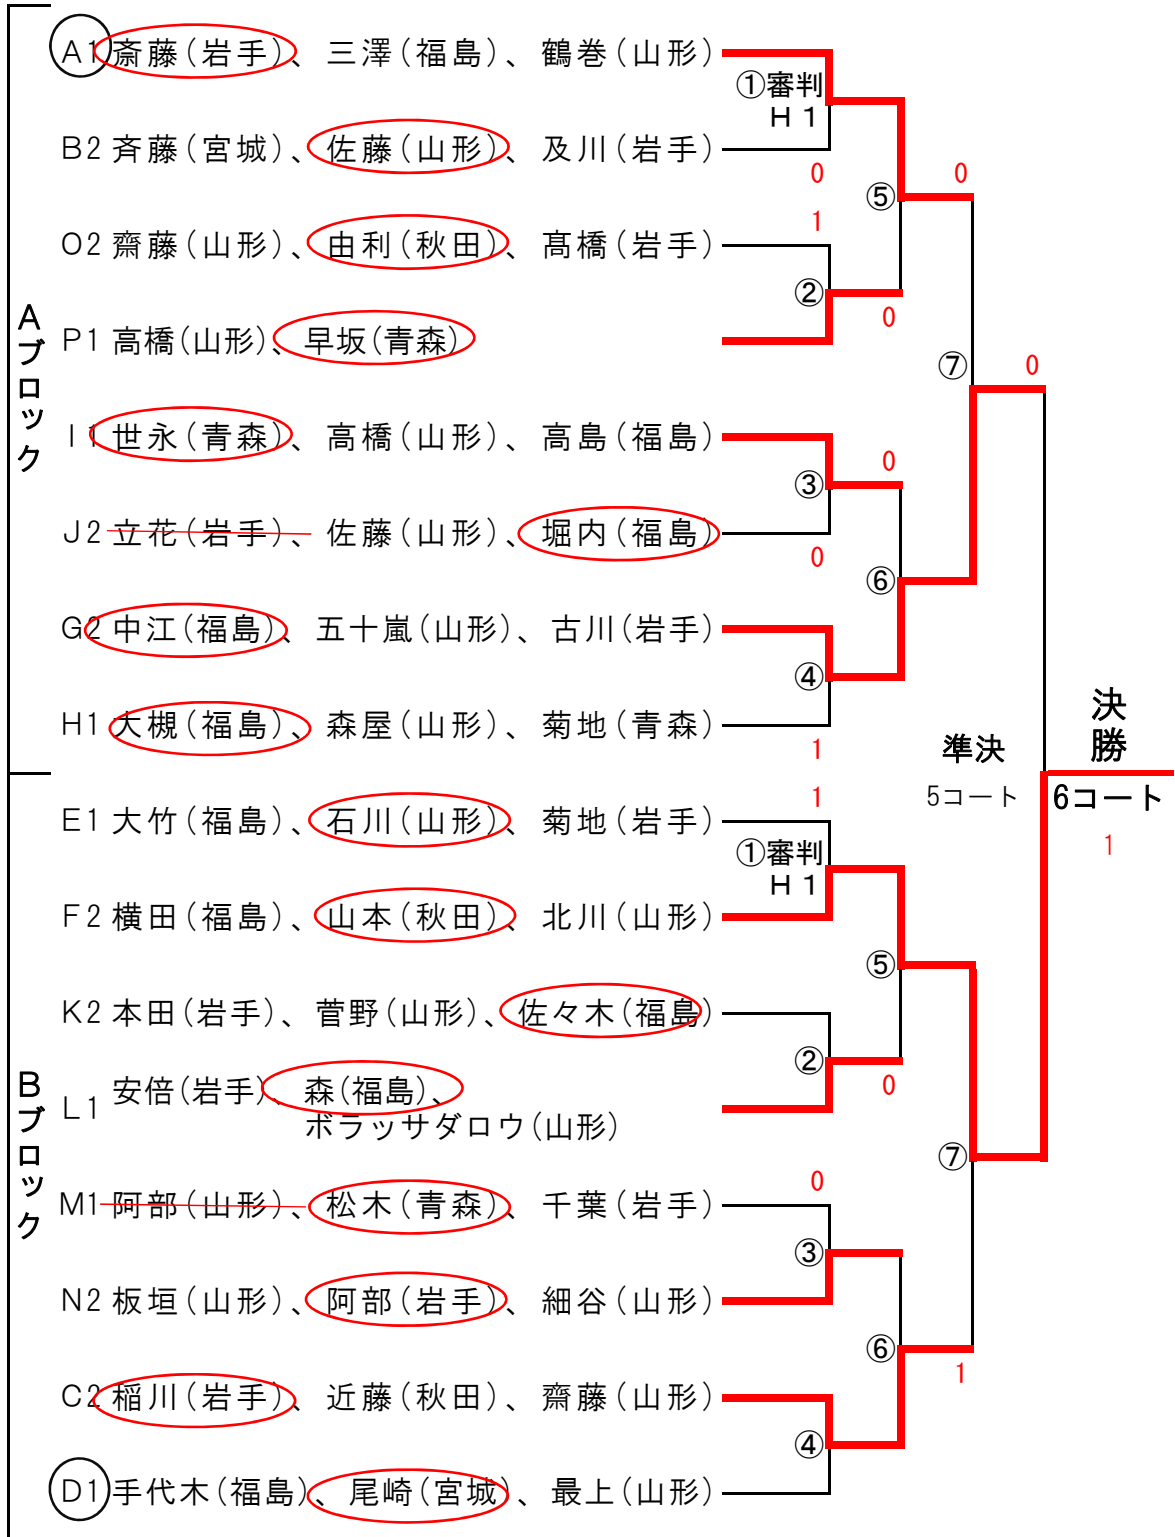 A1 斎藤(岩手)、三澤(福島)、鶴巻(山形)
①審判
H 1
B2 斉藤(宮城)、佐藤(山形)、及川(岩手)
0
⑤
0
1
O2 齋藤(山形)、由利(秋田)、髙橋(岩手)
②
0
Aブロック
P1 高橋(山形)、早坂(青森)
⑦
0
I1 世永(青森)、高橋(山形)、高島(福島)
③
0
J2 立花(岩手)、佐藤(山形)、堀内(福島)
0
⑥
G2 中江(福島)、五十嵐(山形)、古川(岩手)
④
H1 大槻(福島)、森屋(山形)、菊地(青森)
1
準決
5コート
決勝
6コート
1
1
E1 大竹(福島)、石川(山形)、菊地(岩手)
①審判
H 1
F2 横田(福島)、山本(秋田)、北川(山形)
⑤
K2 本田(岩手)、菅野(山形)、佐々木(福島)
②
0
Bブロック
L1 安倍(岩手)、森(福島)、
ボラッサダロウ(山形)
⑦
0
M1 阿部(山形)、松木(青森)、千葉(岩手)
③
N2 板垣(山形)、阿部(岩手)、細谷(山形)
⑥
1
C2 稲川(岩手)、近藤(秋田)、齋藤(山形)
④
D1 手代木(福島)、尾崎(宮城)、最上(山形)